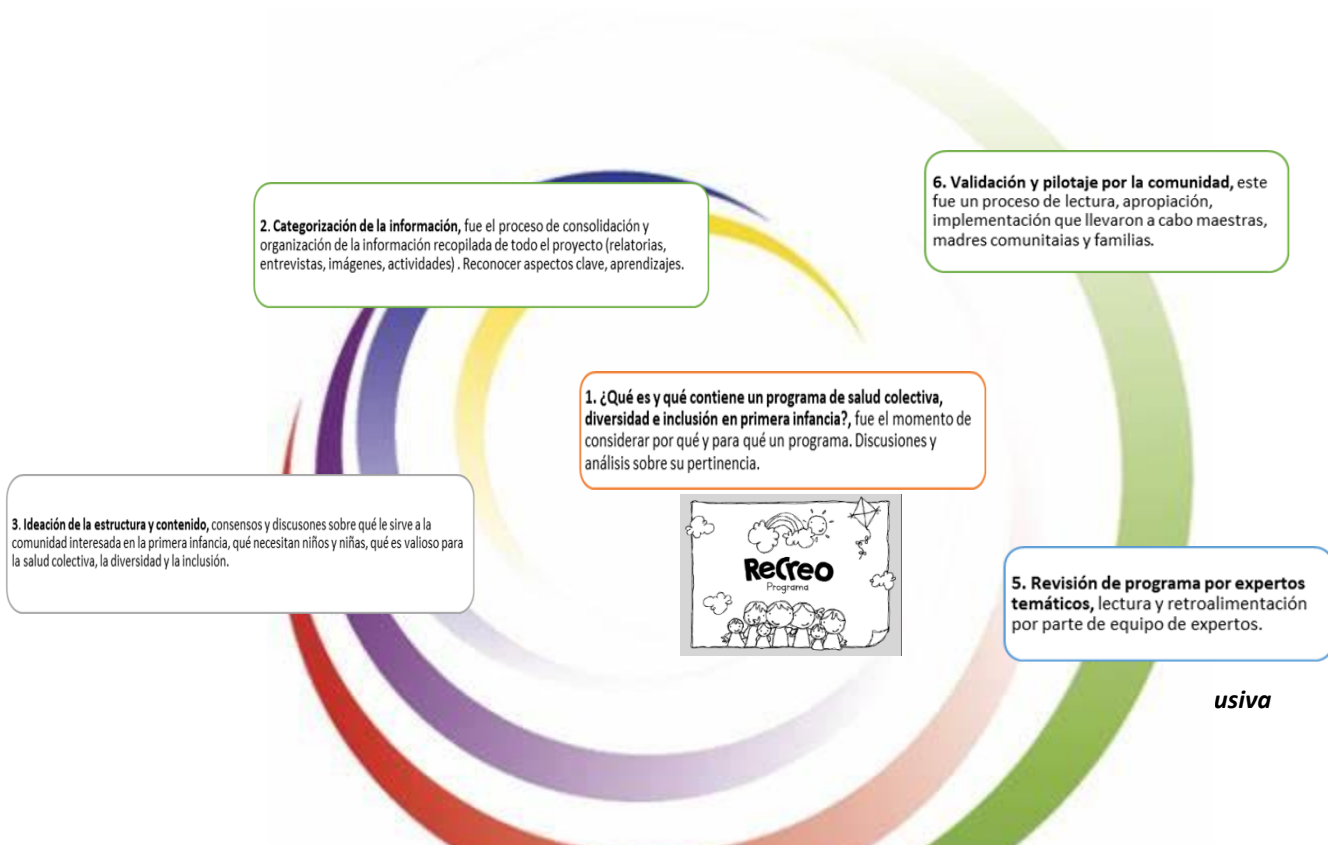 6. Validación y pilotaje por la comunidad, este
fue un proceso de lectura, apropiación,
implementación que llevaron a cabo maestras,
madres comunitaias y familias.
2. Categorización de la información, fue el proceso de consolidación y
organización de la información recopilada de todo el proyecto (relatorias,
entrevistas, imágenes, actividades) . Reconocer aspectos clave, aprendizajes.
1. ¿Qué es y qué contiene un programa de salud colectiva,
diversidad e inclusión en primera infancia?, fue el momento de
considerar por qué y para qué un programa. Discusiones y
análisis sobre su pertinencia.
3. Ideación de la estructura y contenido, consensos y discusones sobre qué le sirve a la
comunidad interesada en la primera infancia, qué necesitan niños y niñas, qué es valioso para
la salud colectiva, la diversidad y la inclusión.
ReCreo
Programa
5. Revisión de programa por expertos
temáticos, lectura y retroalimentación
por parte de equipo de expertos.
usiva